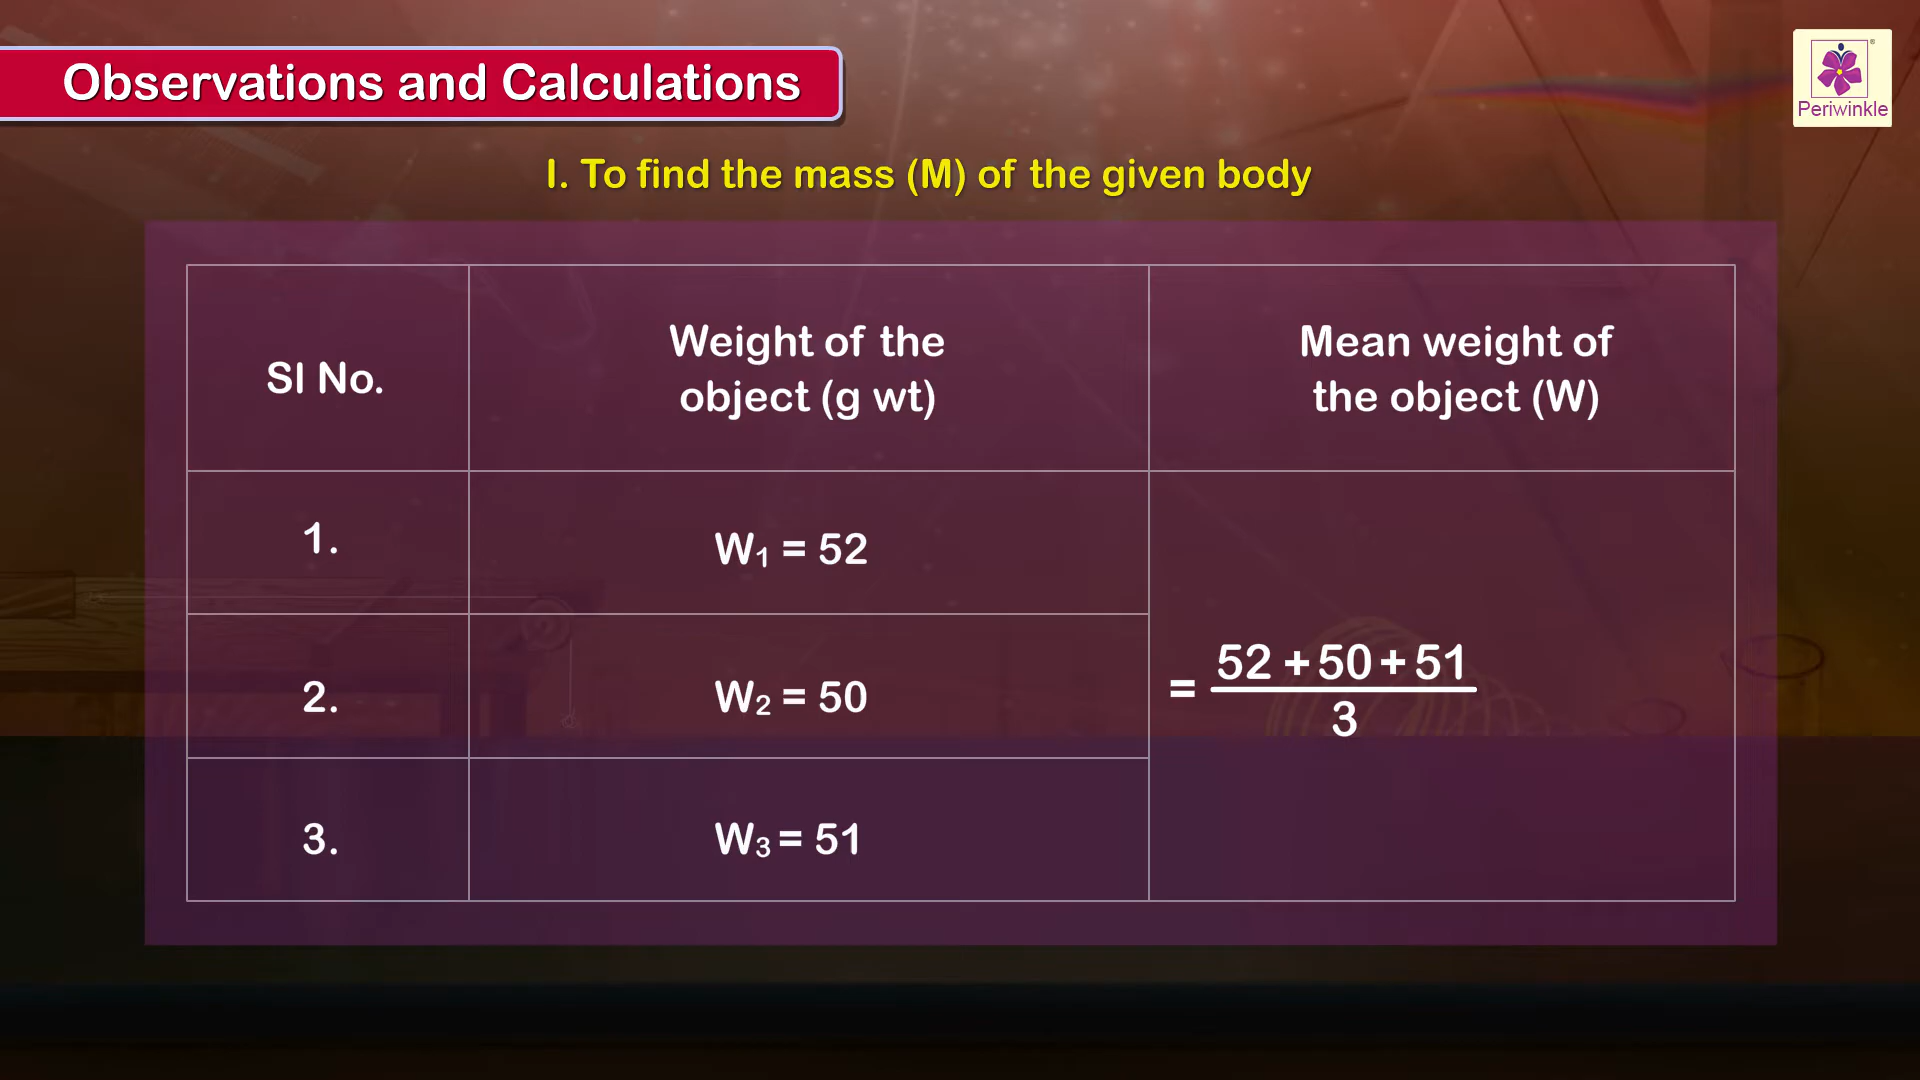 Observations and Calculations
Periwinkle
I. To find the mass (M) of the given body
Sl No.
Weight of the
object (g wt)
Mean weight of
the object (W)
1.
W₁ = 52
2.
W₂ = 50
3.
W₃ = 51
= 52 + 50 + 51
3